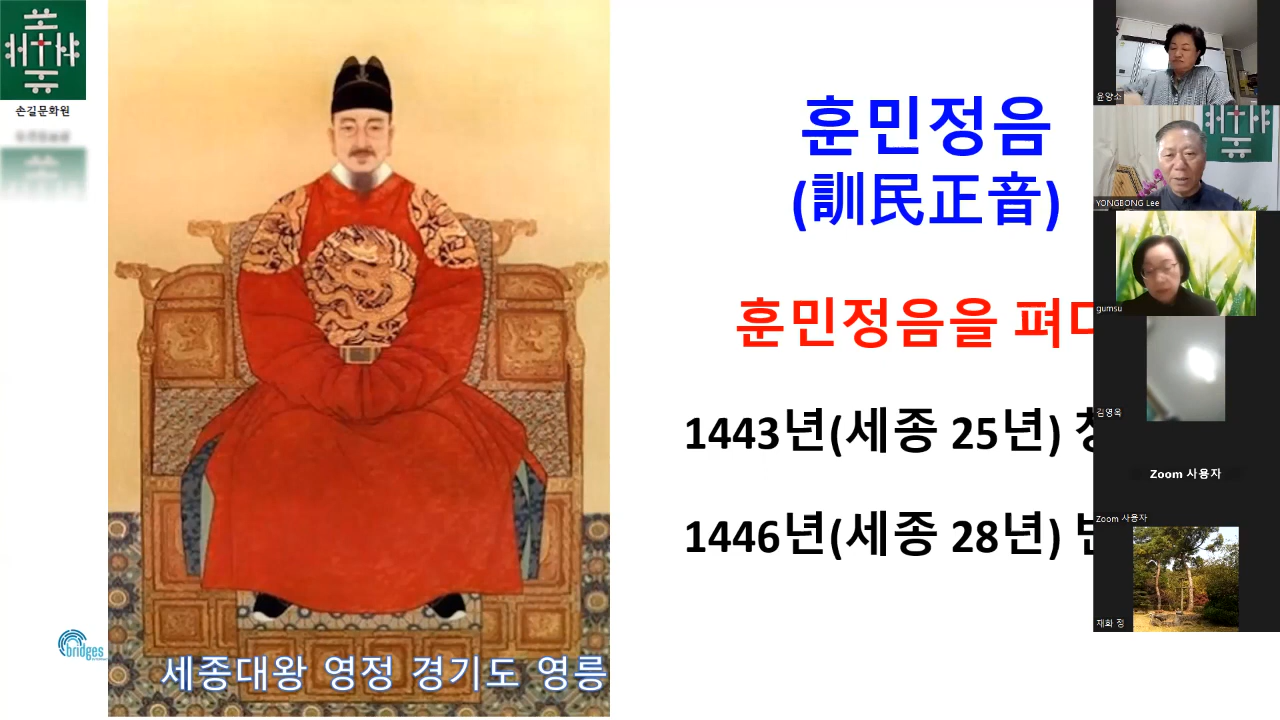 손길문화원
훈민정음
(訓民正音)
훈민정음을 펴
1443년(세종 25년)
1446년(세종 28년)
세종대왕 영정 경기도 영릉
bridges
윤양소
YONGBONG Lee
gumsu
김영옥
Zoom 사용자
Zoom 사용자
재화 정